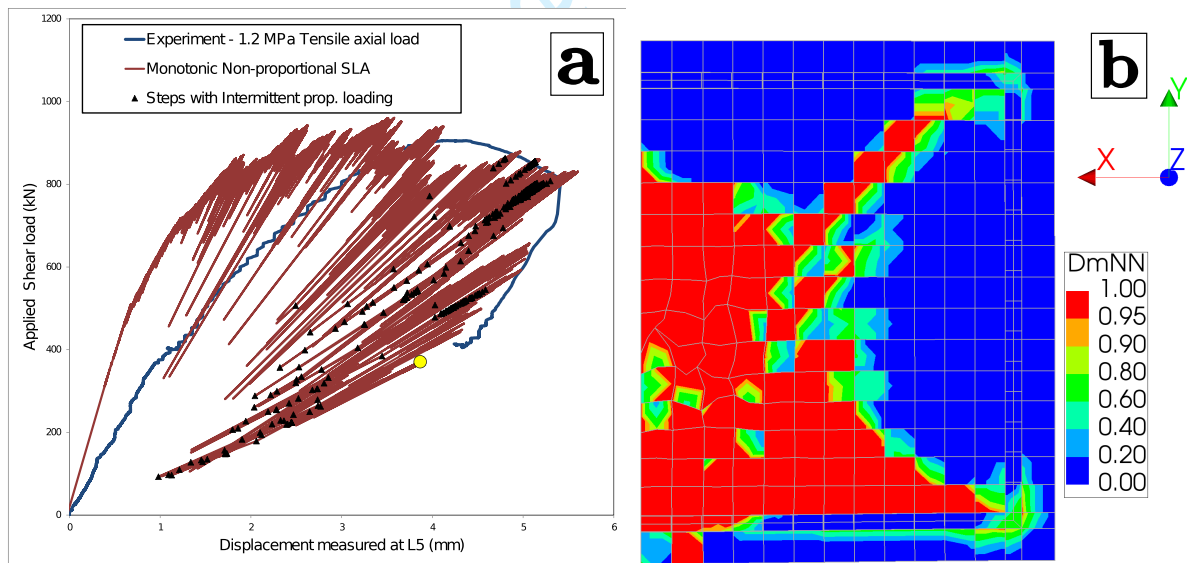 1200
1000
800
600
400
200
0
Applied Shear load (kN)
Experiment - 1.2 MPa Tensile axial load
Monotonic Non-proportional SLA
Steps with Intermittent prop. loading
a
0 1 2 3 4 5 6
Displacement measured at L5 (mm)
b
Y
X Z
DmNN
1.00
0.95
0.90
0.80
0.60
0.40
0.20
0.00